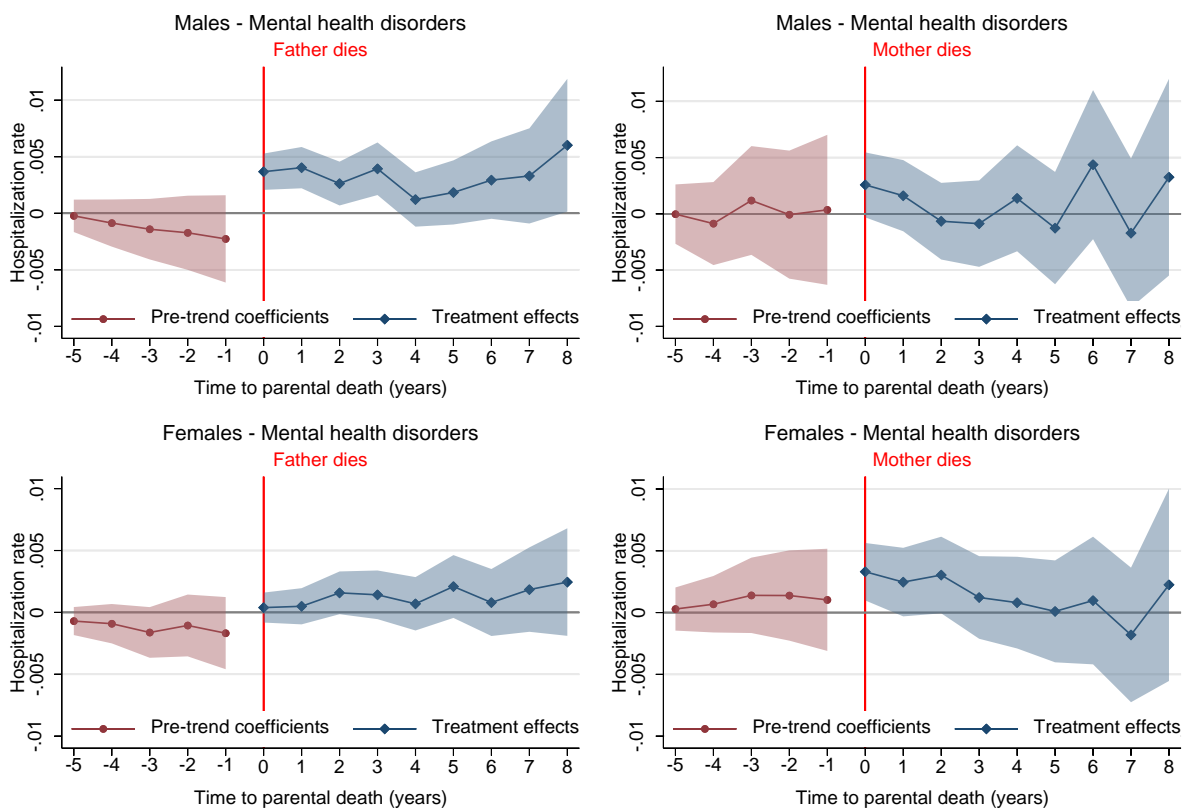 Males - Mental health disorders
Father dies
Hospitalization rate
.01
.005
0
-.005
-.01
Pre-trend coefficients
Treatment effects
-5 -4 -3 -2 -1 0 1 2 3 4 5 6 7 8
Time to parental death (years)
Males - Mental health disorders
Mother dies
Hospitalization rate
.01
.005
0
-.005
-.01
Pre-trend coefficients
Treatment effects
-5 -4 -3 -2 -1 0 1 2 3 4 5 6 7 8
Time to parental death (years)
Females - Mental health disorders
Father dies
Hospitalization rate
.01
.005
0
-.005
-.01
Pre-trend coefficients
Treatment effects
-5 -4 -3 -2 -1 0 1 2 3 4 5 6 7 8
Time to parental death (years)
Females - Mental health disorders
Mother dies
Hospitalization rate
.01
.005
0
-.005
-.01
Pre-trend coefficients
Treatment effects
-5 -4 -3 -2 -1 0 1 2 3 4 5 6 7 8
Time to parental death (years)